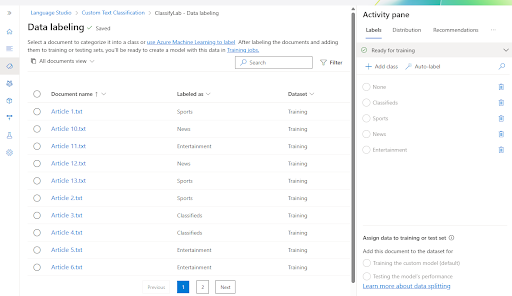 Language Studio > Custom Text Classification > ClassifyLab - Data labeling
Data labeling Saved
Select a document to categorize it into a class or use Azure Machine Learning to label. After labeling the documents and adding
them to training or testing sets, you'll be ready to create a model with this data in Training jobs.
All documents view Search Filter
Document name ↑ Labeled as Dataset
Article 1.txt Sports Training
Article 10.txt News Training
Article 11.txt Entertainment Training
Article 12.txt News Training
Article 13.txt Sports Training
Article 2.txt Sports Training
Article 3.txt Classifieds Training
Article 4.txt Classifieds Training
Article 5.txt Entertainment Training
Article 6.txt Entertainment Training
Previous 1 2 Next
Activity pane
Labels Distribution Recommendations ...
Ready for training
+ Add class Auto-label
None
Classifieds
Sports
News
Entertainment
Assign data to training or test set
Add this document to the dataset for:
Training the custom model (default)
Testing the model's performance
Learn more about data splitting